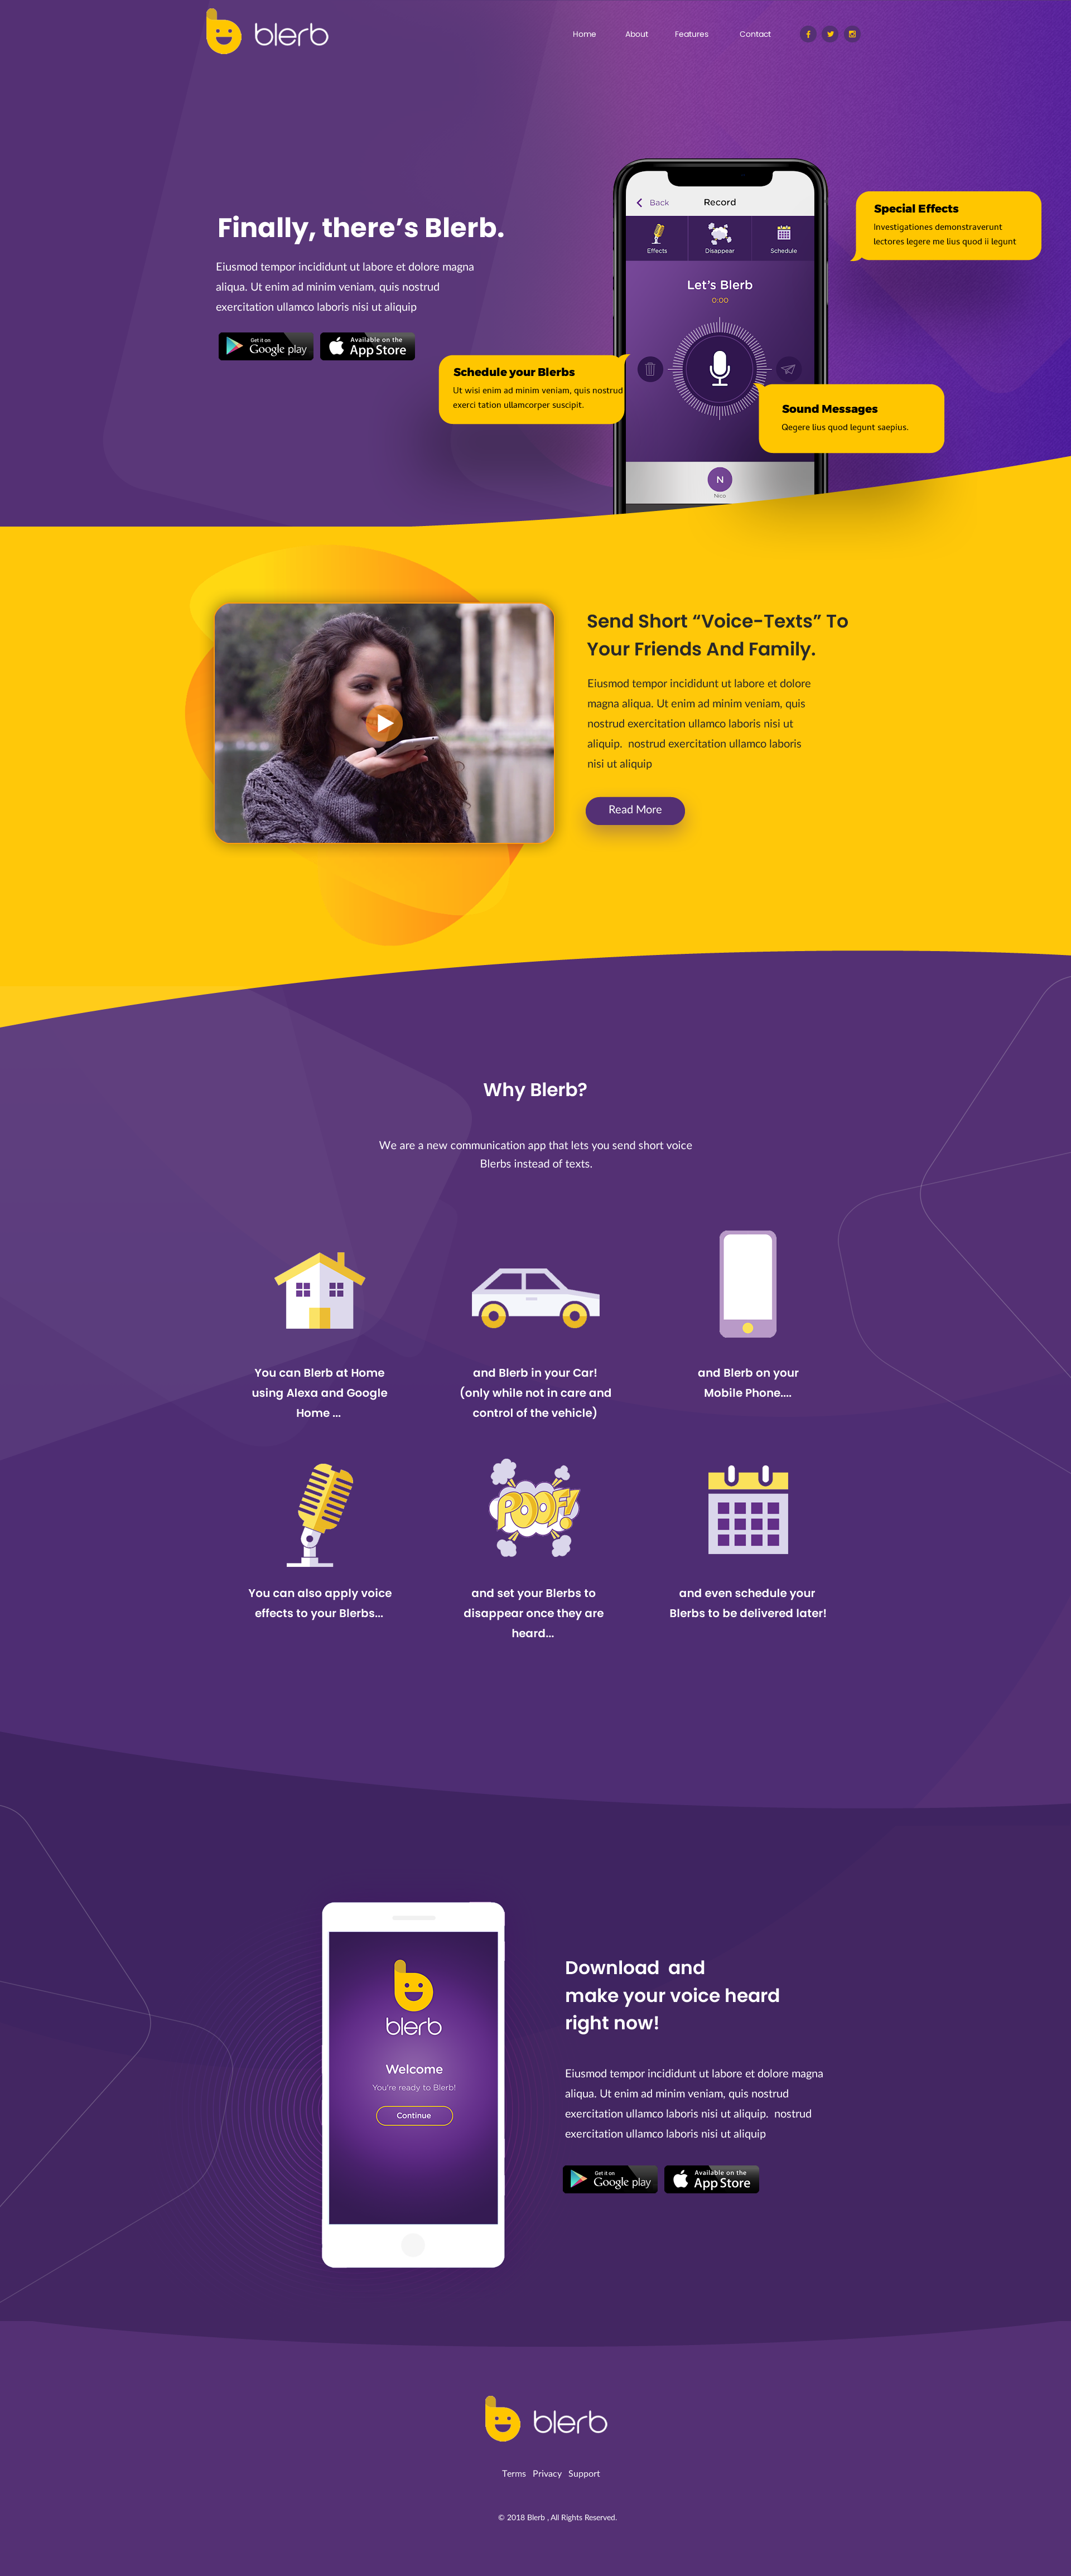 blerb
Home About Features Contact
Finally, there’s Blerb.
Eiusmod tempor incididunt ut labore et dolore magna
aliqua. Ut enim ad minim veniam, quis nostrud
exercitation ullamco laboris nisi ut aliquip
Get it on
Google play
Available on the
App Store
Back
Record
Effects
Disappear
Schedule
Let's Blerb
0:00
N
Nico
Special Effects
Investigationes demonstraverunt
lectores legere me lius quod ii legunt
Schedule your Blerbs
Ut wisi enim ad minim veniam, quis nostrud
exerci tation ullamcorper suscipit.
Sound Messages
Qegere lius quod legunt saepius.
Send Short “Voice-Texts” To
Your Friends And Family.
Eiusmod tempor incididunt ut labore et dolore
magna aliqua. Ut enim ad minim veniam, quis
nostrud exercitation ullamco laboris nisi ut
aliquip.  nostrud exercitation ullamco laboris
nisi ut aliquip
Read More
Why Blerb?
We are a new communication app that lets you send short voice
Blerbs instead of texts.
You can Blerb at Home
using Alexa and Google
Home ...
and Blerb in your Car!
(only while not in care and
control of the vehicle)
and Blerb on your
Mobile Phone....
POOF!
You can also apply voice
effects to your Blerbs...
and set your Blerbs to
disappear once they are
heard...
and even schedule your
Blerbs to be delivered later!
blerb
Welcome
You're ready to Blerb!
Continue
Download  and
make your voice heard
right now!
Eiusmod tempor incididunt ut labore et dolore magna
aliqua. Ut enim ad minim veniam, quis nostrud
exercitation ullamco laboris nisi ut aliquip.  nostrud
exercitation ullamco laboris nisi ut aliquip
Get it on
Google play
Available on the
App Store
blerb
Terms Privacy Support
© 2018 Blerb , All Rights Reserved.